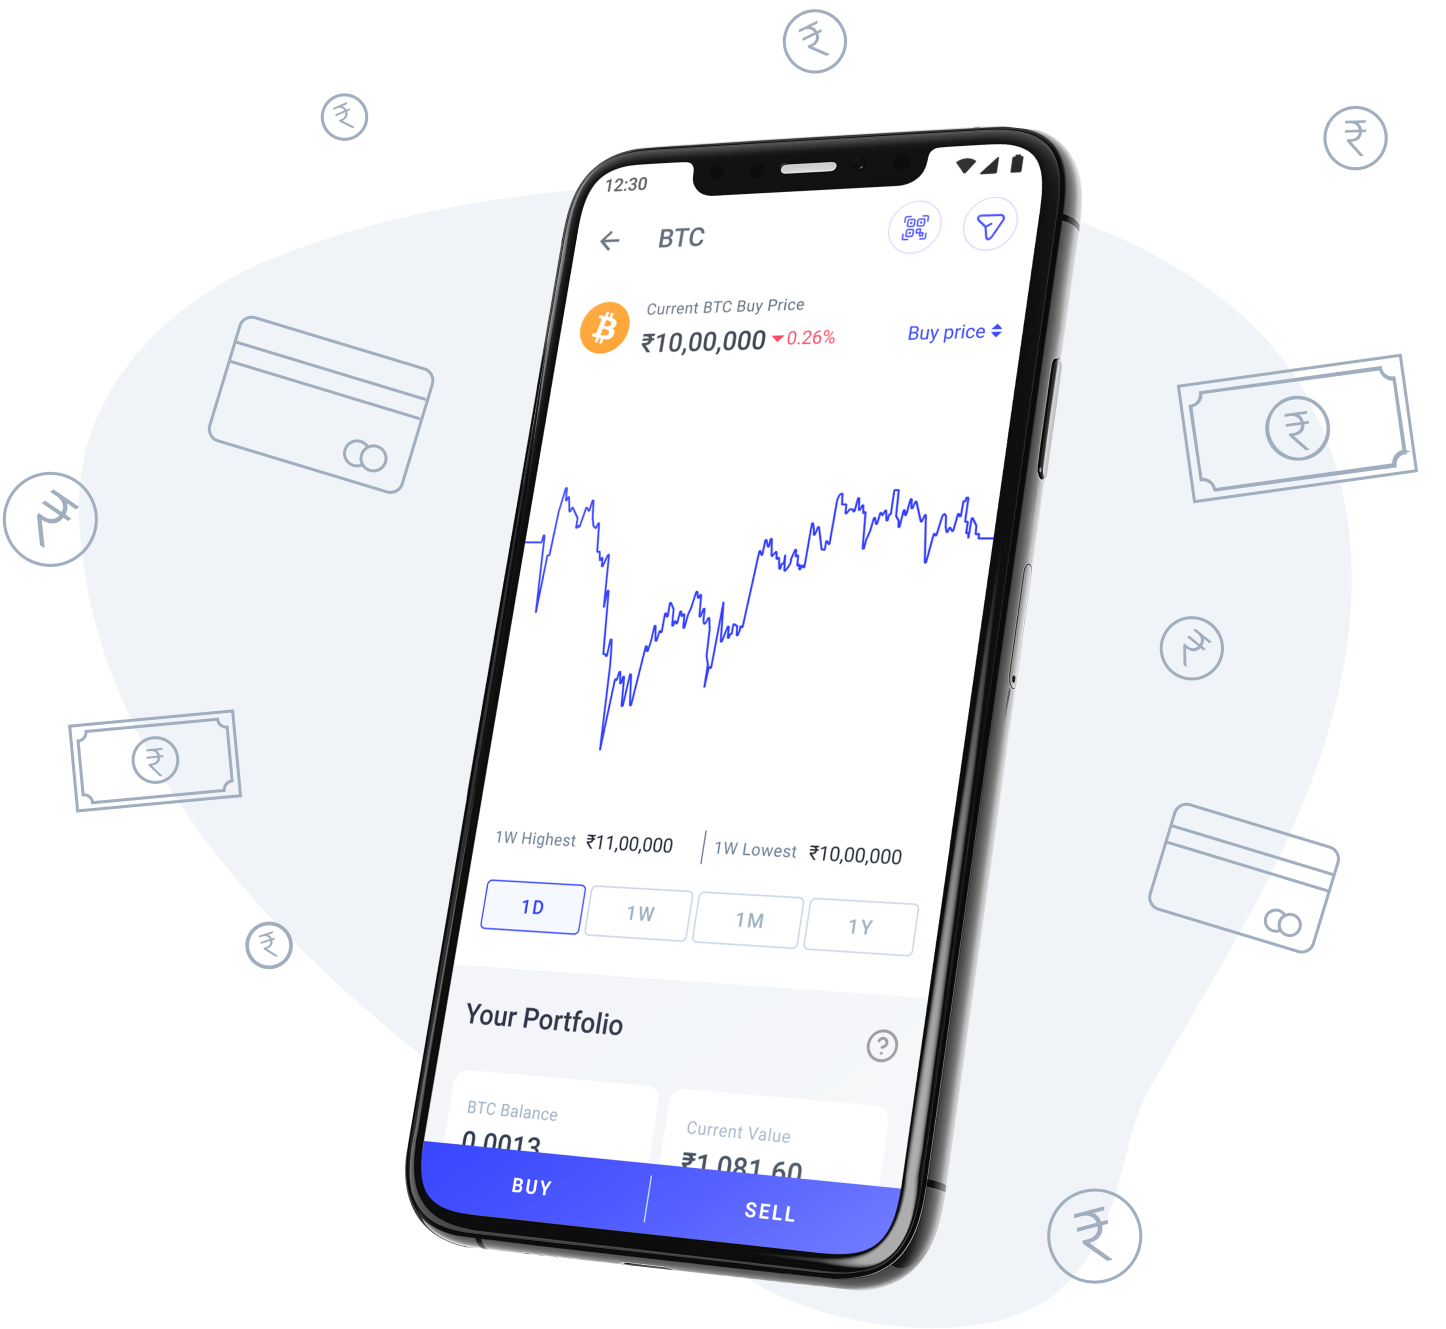 12:30
BTC
Current BTC Buy Price
₹10,00,000 0.26%
Buy price
1W Highest ₹11,00,000
1W Lowest ₹10,00,000
1D 1W 1M 1Y
Your Portfolio
?
BTC Balance
0.0013
Current Value
₹1,081.60
BUY
SELL